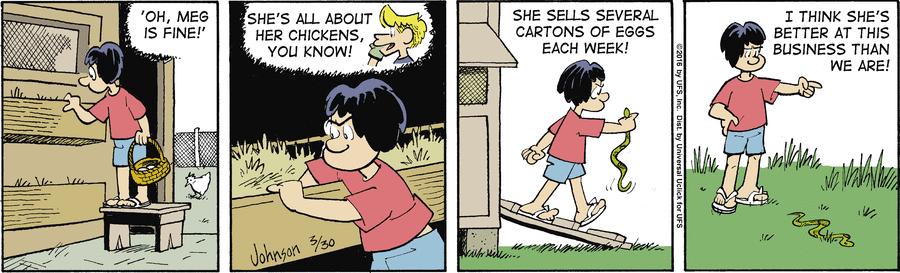 'OH, MEG
IS FINE!'
SHE'S ALL ABOUT
HER CHICKENS,
YOU KNOW!
Johnson 3/30
SHE SELLS SEVERAL
CARTONS OF EGGS
EACH WEEK!
©2016 by UFS, Inc. Dist. by Universal Uclick for UFS
I THINK SHE'S
BETTER AT THIS
BUSINESS THAN
WE ARE!